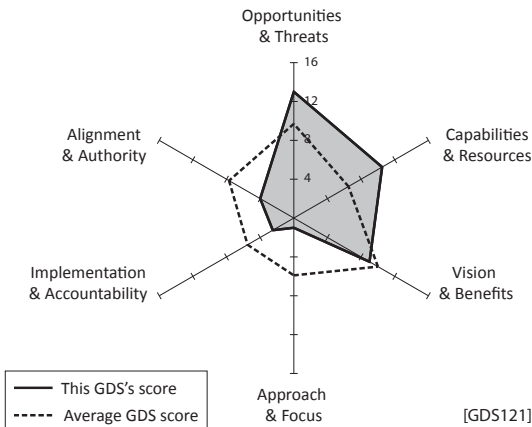 Opportunities
& Threats
16
12
8
4
Alignment
& Authority
Capabilities
& Resources
Implementation
& Accountability
Vision
& Benefits
Approach
& Focus
This GDS's score
Average GDS score
[GDS121]